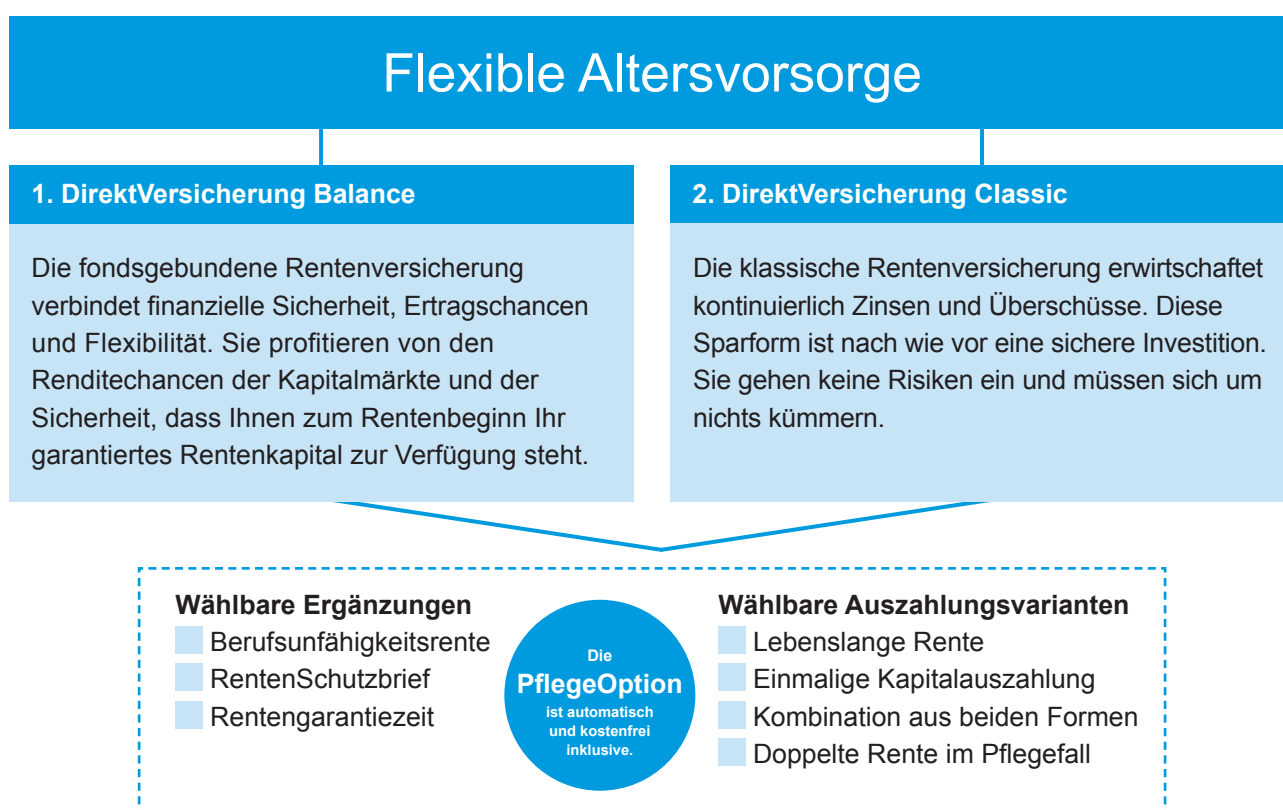 Flexible Altersvorsorge
1. DirektVersicherung Balance
Die fondsgebundene Rentenversicherung
verbindet finanzielle Sicherheit, Ertragschancen
und Flexibilität. Sie profitieren von den
Renditechancen der Kapitalmärkte und der
Sicherheit, dass Ihnen zum Rentenbeginn Ihr
garantiertes Rentenkapital zur Verfügung steht.
2. DirektVersicherung Classic
Die klassische Rentenversicherung erwirtschaftet
kontinuierlich Zinsen und Überschüsse. Diese
Sparform ist nach wie vor eine sichere Investition.
Sie gehen keine Risiken ein und müssen sich um
nichts kümmern.
Wählbare Ergänzungen
Berufsunfähigkeitsrente
RentenSchutzbrief
Rentengarantiezeit
Die
PflegeOption
ist automatisch
und kostenfrei
inklusive.
Wählbare Auszahlungsvarianten
Lebenslange Rente
Einmalige Kapitalauszahlung
Kombination aus beiden Formen
Doppelte Rente im Pflegefall